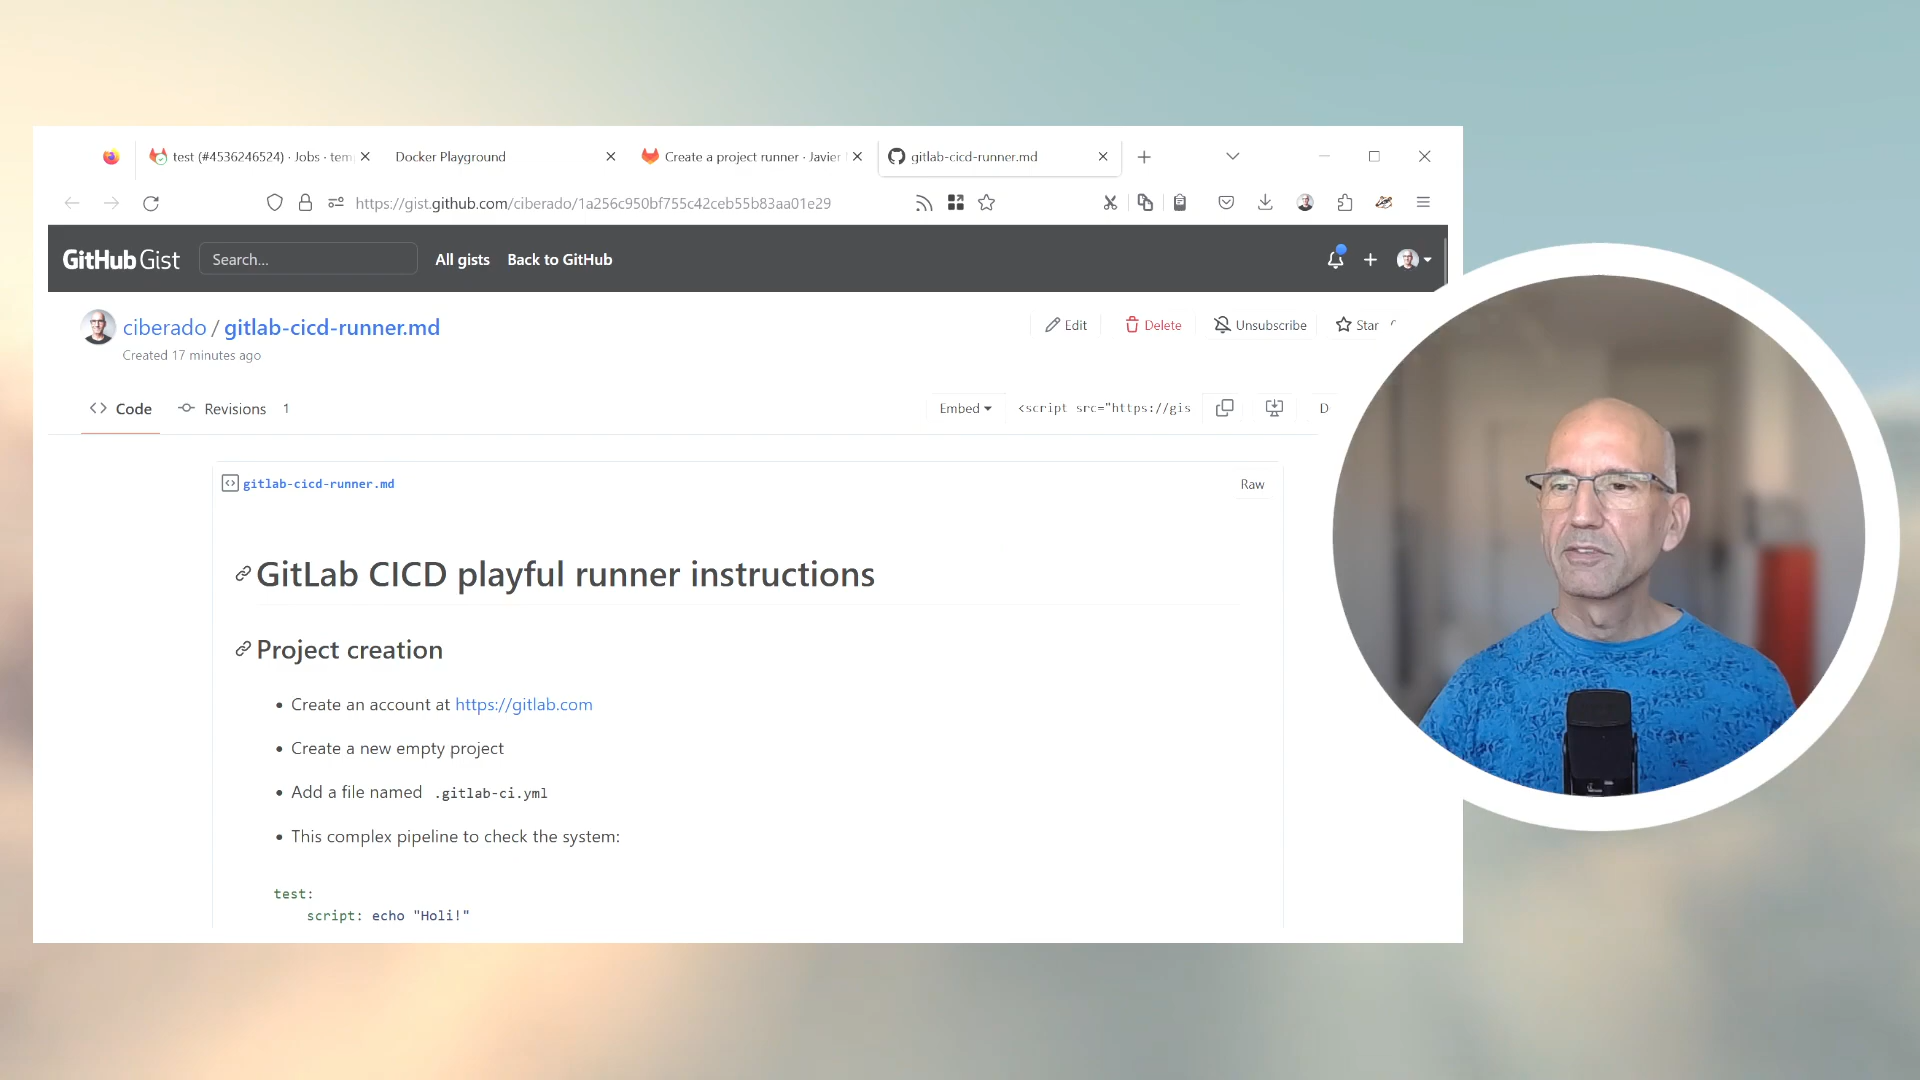 test (#4536246524) · Jobs · tem
Docker Playground
Create a project runner · Javier
gitlab-cicd-runner.md
https://gist.github.com/ciberado/1a256c950bf755c42ceb55b83aa01e29
GitHub Gist
Search...
All gists
Back to GitHub
ciberado / gitlab-cicd-runner.md
Created 17 minutes ago
Edit
Delete
Unsubscribe
Star
Code
Revisions 1
Embed
<script src="https://gis
D
gitlab-cicd-runner.md
Raw
GitLab CICD playful runner instructions
Project creation
• Create an account at https://gitlab.com
• Create a new empty project
• Add a file named .gitlab-ci.yml
• This complex pipeline to check the system:
test:
script: echo "Holi!"